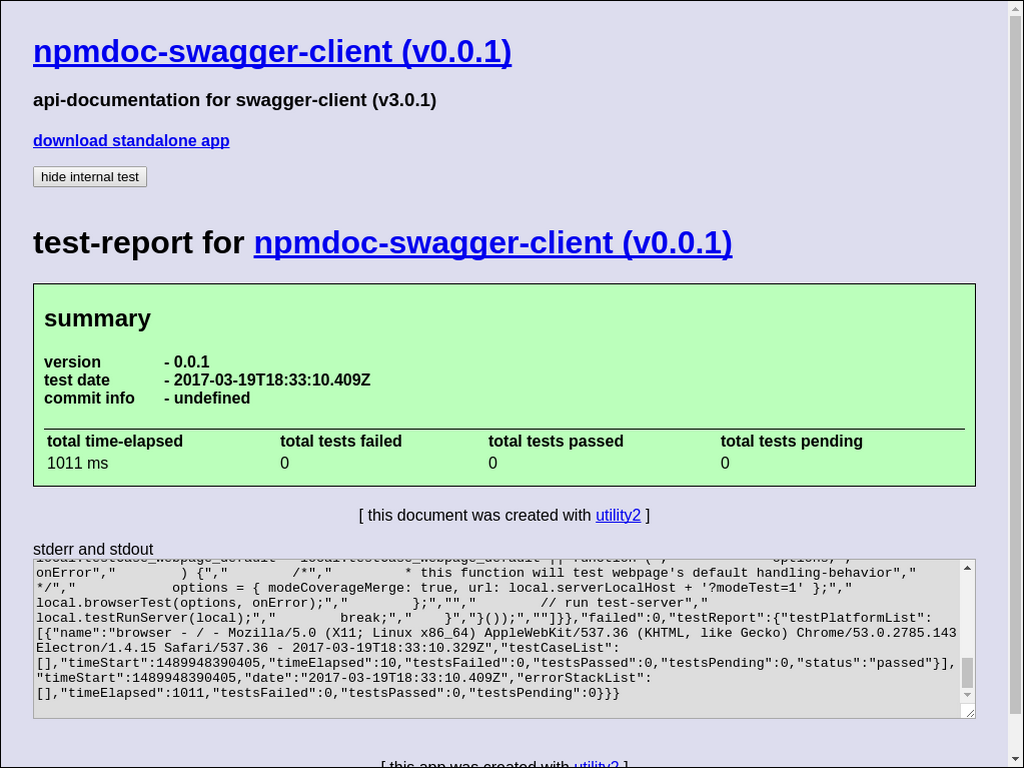 npmdoc-swagger-client (v0.0.1)
api-documentation for swagger-client (v3.0.1)
download standalone app
hide internal test
test-report for npmdoc-swagger-client (v0.0.1)
summary
version - 0.0.1
test date - 2017-03-19T18:33:10.409Z
commit info - undefined
total time-elapsed total tests failed total tests passed total tests pending
1011 ms 0 0 0
[ this document was created with utility2 ]
stderr and stdout
onError","        ) {","        /*","         * this function will test webpage's default handling-behavior","
*/","            options = { modeCoverageMerge: true, url: local.serverLocalHost + '?modeTest=1' };","
local.browserTest(options, onError);","        };","","        // run test-server","
local.testRunServer(local);","        break;","    }","}());",""]}},"failed":0,"testReport":{"testPlatformList":
[{"name":"browser - / - Mozilla/5.0 (X11; Linux x86_64) AppleWebKit/537.36 (KHTML, like Gecko) Chrome/53.0.2785.143
Electron/1.4.15 Safari/537.36 - 2017-03-19T18:33:10.329Z","testCaseList":
[],"timeStart":1489948390405,"timeElapsed":10,"testsFailed":0,"testsPassed":0,"testsPending":0,"status":"passed"}],
"timeStart":1489948390405,"date":"2017-03-19T18:33:10.409Z","errorStackList":
[],"timeElapsed":1011,"testsFailed":0,"testsPassed":0,"testsPending":0}}}
[ this app was created with utility2 ]